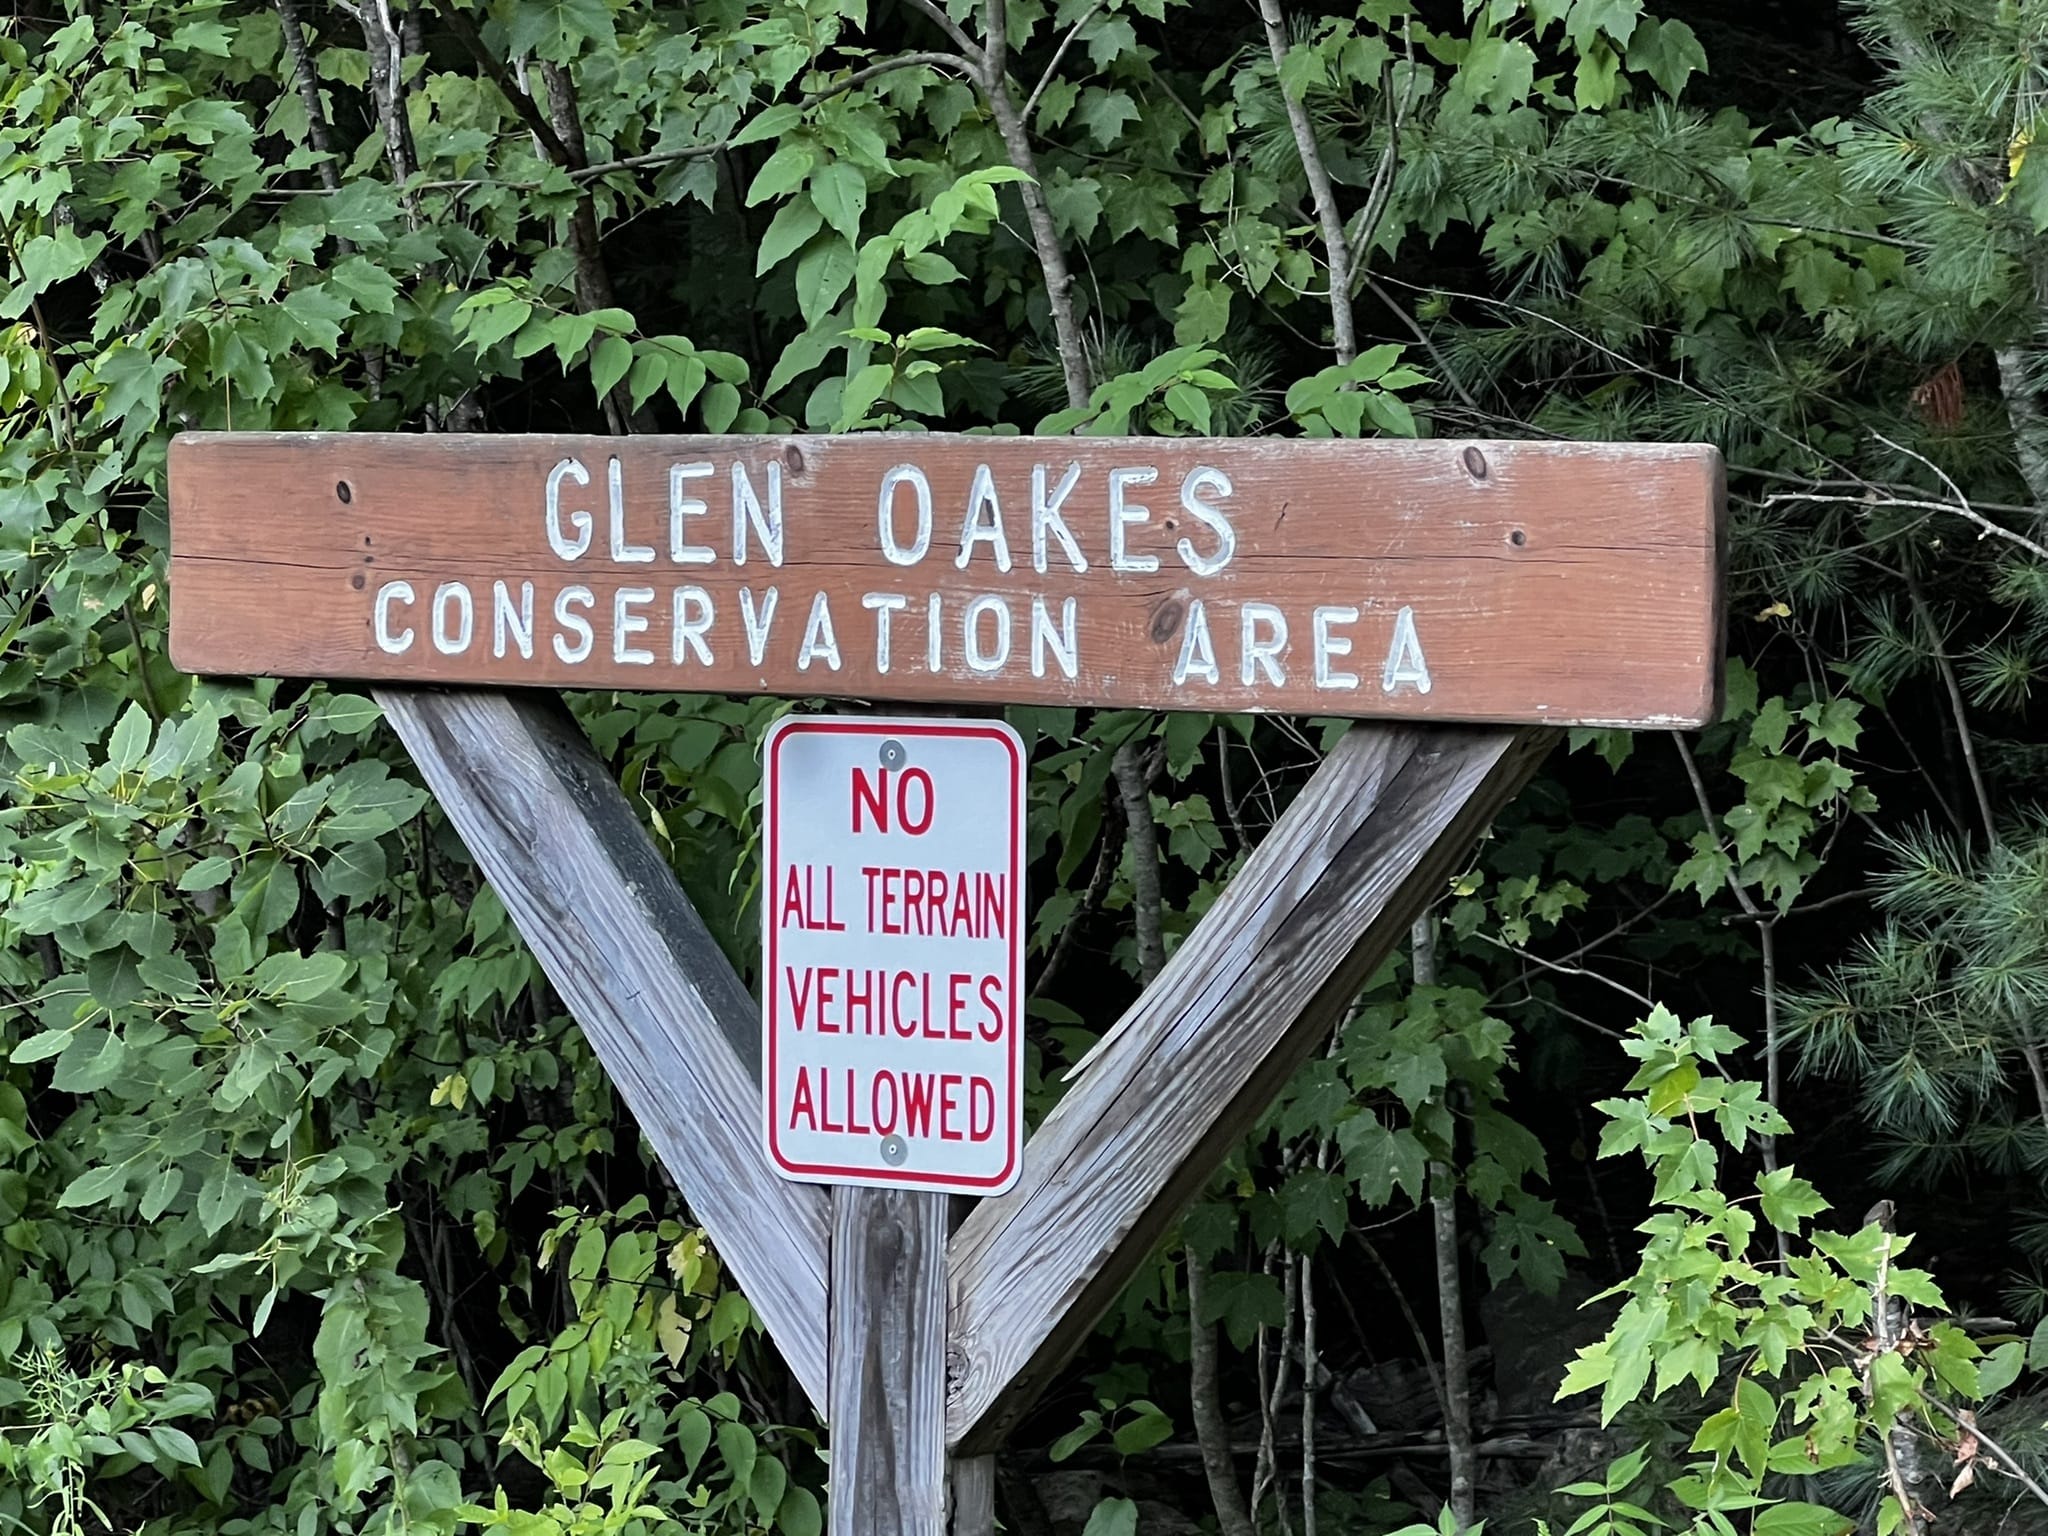 GLEN OAKES
CONSERVATION AREA
NO
ALL TERRAIN
VEHICLES
ALLOWED